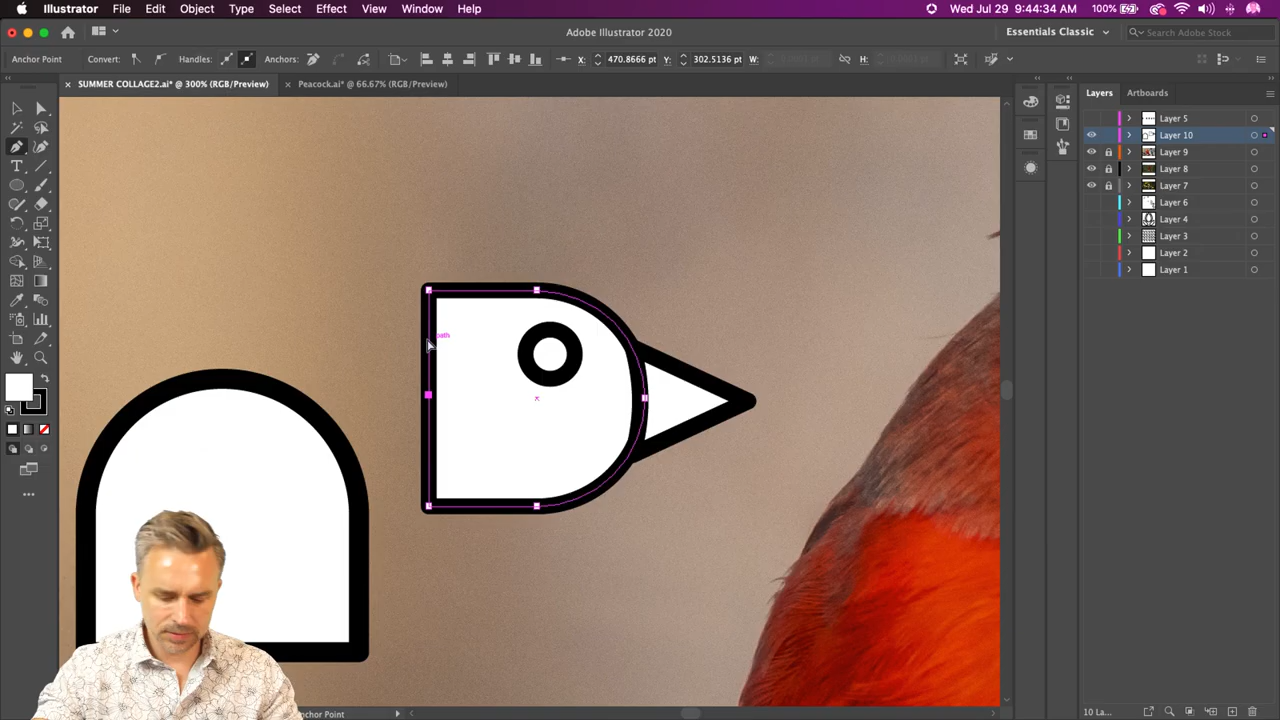 Illustrator File Edit Object Type Select Effect View Window Help 100% Wed Jul 29 9:44:34 AM
Adobe Illustrator 2020 Essentials Classic Search Adobe Stock
Anchor Point Convert: Handles: Anchors: X: 470.8666 pt Y: 302.5136 pt W: H:
× SUMMER COLLAGE2.ai* @ 300% (RGB/Preview) × Peacock.ai* @ 66.67% (RGB/Preview)
Layers Artboards
Layer 5
Layer 10
Layer 9
Layer 8
Layer 7
Layer 6
Layer 4
Layer 3
Layer 2
Layer 1
path
Anchor Point
10 La...